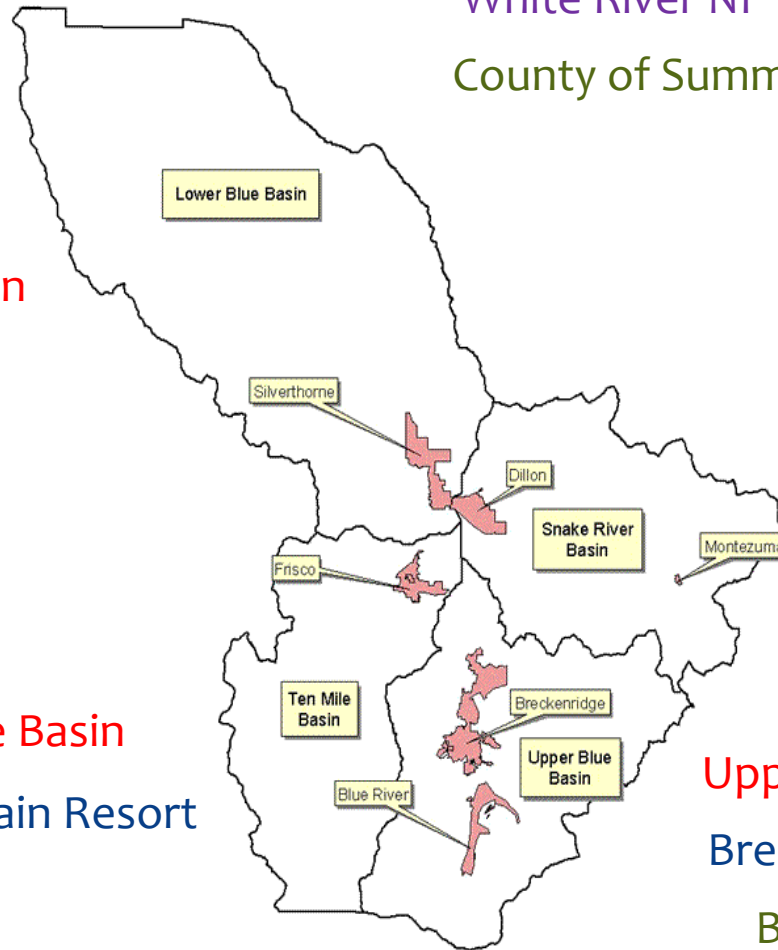 White River NF
County of Summ
Lower Blue Basin
n
Silverthorne
Dillon
Snake River
Basin
Montezuma
Frisco
Ten Mile
Basin
Breckenridge
e Basin
Upper Blue
Basin
Upp
Blue River
ain Resort
Bre
B